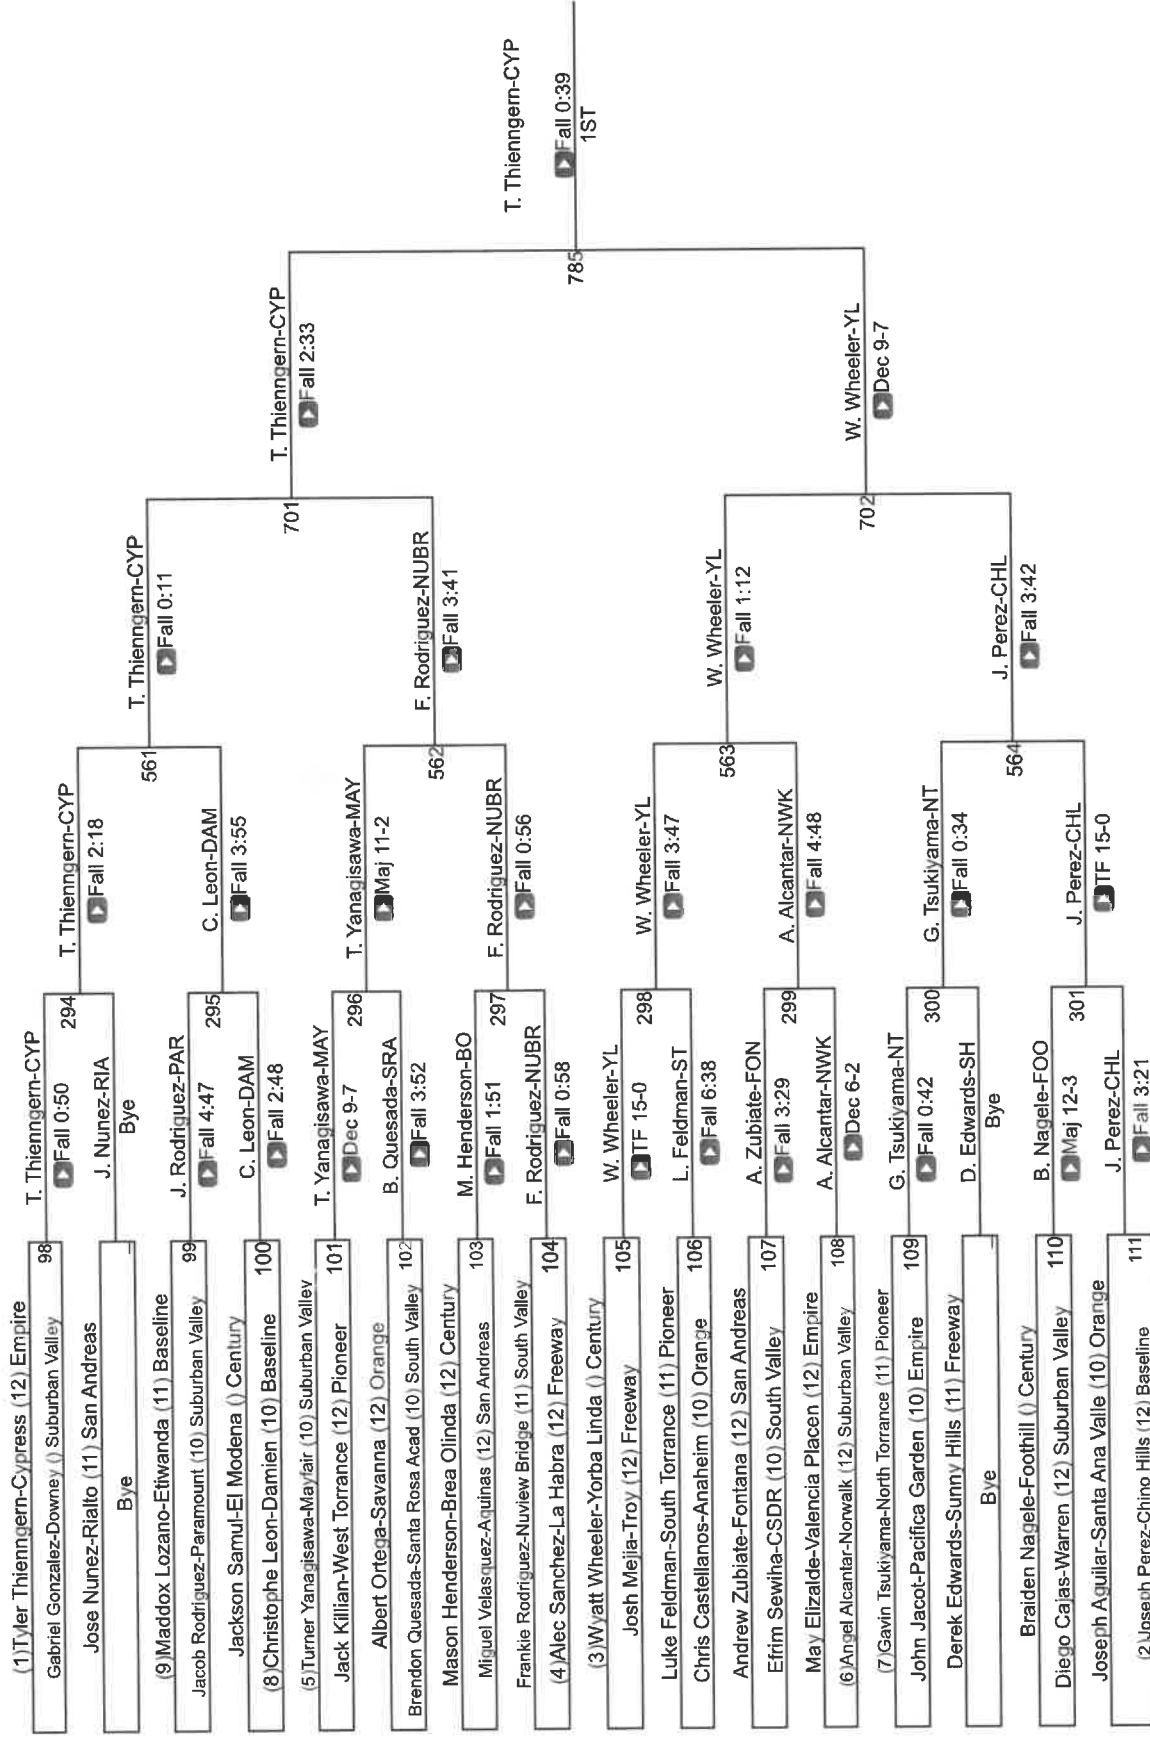 (1)Tyler Thienngern-Cypress (12) Empire
98
Gabriel Gonzalez-Downey () Suburban Valley
Jose Nunez-Rialto (11) San Andreas
Bye
(9)Maddox Lozano-Etiwanda (11) Baseline
99
Jacob Rodriguez-Paramount (10) Suburban Valley
Jackson Samul-El Modena () Century
100
(8)Christophe Leon-Damien (10) Baseline
(5)Turner Yanagisawa-Mayfair (10) Suburban Valley
101
Jack Killian-West Torrance (12) Pioneer
Albert Ortega-Savanna (12) Orange
102
Brendon Quesada-Santa Rosa Acad (10) South Valley
Mason Henderson-Brea Olinda (12) Century
103
Miguel Velasquez-Aquinas (12) San Andreas
Frankie Rodriguez-Nuview Bridge (11) South Valley
104
(4)Alec Sanchez-La Habra (12) Freeway
(3)Wyatt Wheeler-Yorba Linda () Century
105
Josh Mejia-Troy (12) Freeway
Luke Feldman-South Torrance (11) Pioneer
106
Chris Castellanos-Anaheim (10) Orange
Andrew Zubiate-Fontana (12) San Andreas
107
Efrim Sewiha-CSDR (10) South Valley
May Elizalde-Valencia Placen (12) Empire
108
(6)Angel Alcantar-Norwalk (12) Suburban Valley
(7)Gavin Tsukiyama-North Torrance (11) Pioneer
109
John Jacot-Pacifica Garden (10) Empire
Derek Edwards-Sunny Hills (11) Freeway
Bye
Braiden Nagele-Foothill () Century
110
Diego Cajas-Warren (12) Suburban Valley
Joseph Aguilar-Santa Ana Valle (10) Orange
111
(2)Joseph Perez-Chino Hills (12) Baseline
T. Thienngern-CYP
Fall 0:50
294
J. Nunez-RIA
Bye
J. Rodriguez-PAR
Fall 4:47
295
C. Leon-DAM
Fall 2:48
T. Yanagisawa-MAY
Dec 9-7
296
B. Quesada-SRA
Fall 3:52
M. Henderson-BO
Fall 1:51
297
F. Rodriguez-NUBR
Fall 0:58
W. Wheeler-YL
TF 15-0
298
L. Feldman-ST
Fall 6:38
A. Zubiate-FON
Fall 3:29
299
A. Alcantar-NWK
Dec 6-2
G. Tsukiyama-NT
Fall 0:42
300
D. Edwards-SH
Bye
B. Nagele-FOO
Maj 12-3
301
J. Perez-CHL
Fall 3:21
T. Thienngern-CYP
Fall 2:18
561
C. Leon-DAM
Fall 3:55
T. Yanagisawa-MAY
Maj 11-2
562
F. Rodriguez-NUBR
Fall 0:56
W. Wheeler-YL
Fall 3:47
563
A. Alcantar-NWK
Fall 4:48
G. Tsukiyama-NT
Fall 0:34
564
J. Perez-CHL
TF 15-0
T. Thienngern-CYP
Fall 0:11
701
F. Rodriguez-NUBR
Fall 3:41
W. Wheeler-YL
Fall 1:12
702
J. Perez-CHL
Fall 3:42
T. Thienngern-CYP
Fall 2:33
785
W. Wheeler-YL
Dec 9-7
T. Thienngern-CYP
Fall 0:39
1ST